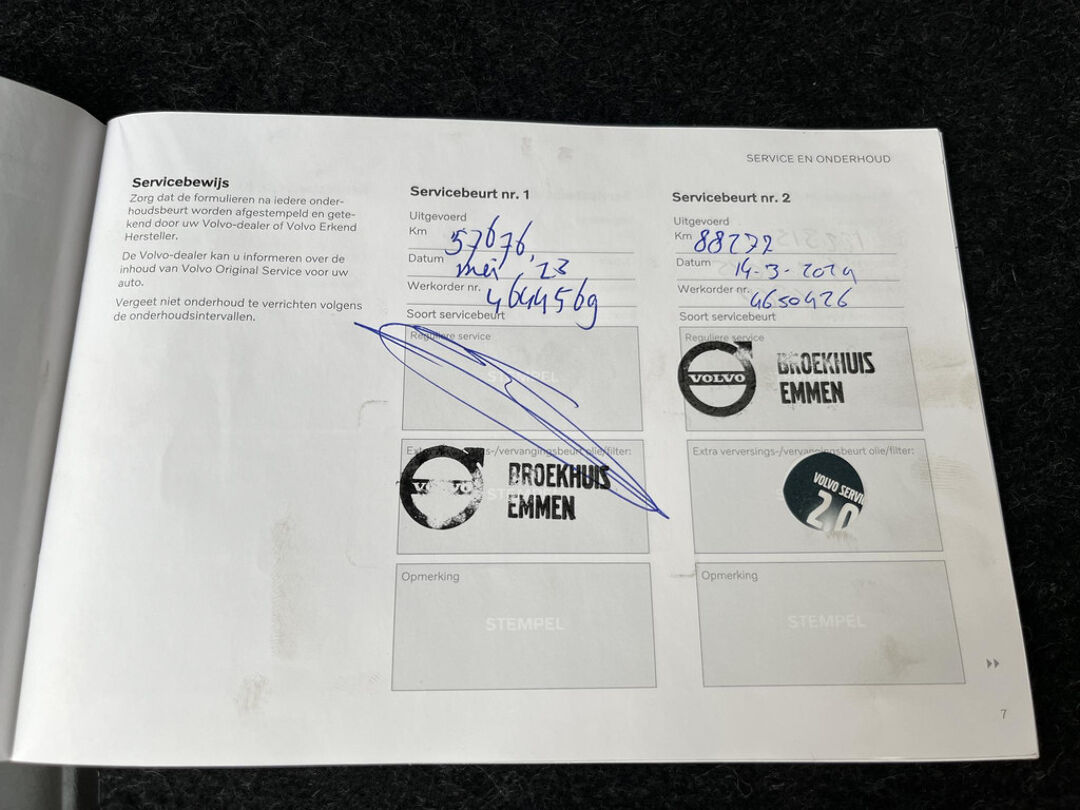 SERVICE EN ONDERHOUD
Servicebewijs
Zorg dat de formulieren na iedere onder-
houdsbeurt worden afgestempeld en gete-
kend door uw Volvo-dealer of Volvo Erkend
Hersteller.
De Volvo-dealer kan u informeren over de
inhoud van Volvo Original Service voor uw
auto.
Vergeet niet onderhoud te verrichten volgens
de onderhoudsintervallen.
Servicebeurt nr. 1
Uitgevoerd
Km 57676,
Datum mei '23
Werkorder nr. 4644569
Soort servicebeurt
Reguliere service
STEMPEL
Extra verversings-/vervangingsbeurt olie/filter:
VOLVO
BROEKHUIS
EMMEN
Opmerking
STEMPEL
Servicebeurt nr. 2
Uitgevoerd
Km 88272
Datum 14-3-2024
Werkorder nr. 4650426
Soort servicebeurt
Reguliere service
VOLVO
BROEKHUIS
EMMEN
Extra verversings-/vervangingsbeurt olie/filter:
VOLVO SERVI
2.0
Opmerking
STEMPEL
7